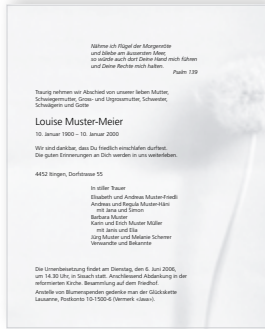 Nähme ich Flügel der Morgenröte
und bliebe am äussersten Meer,
so würde auch dort Deine Hand mich führen
und Deine Rechte mich halten.
Psalm 139
Traurig nehmen wir Abschied von unserer lieben Mutter,
Schwiegermutter, Gross- und Urgrossmutter, Schwester,
Schwägerin und Gotte
Louise Muster-Meier
10. Januar 1900 – 10. Januar 2000
Wir sind dankbar, dass Du friedlich einschlafen durftest.
Die guten Erinnerungen an Dich werden in uns weiterleben.
4452 Itingen, Dorfstrasse 55
In stiller Trauer
Elisabeth und Andreas Muster-Friedli
Andreas und Regula Muster-Häni
mit Jana und Simon
Barbara Muster
Karin und Erich Muster Müller
mit Janis und Elia
Jürg Muster und Melanie Scherrer
Verwandte und Bekannte
Die Urnenbeisetzung findet am Dienstag, den 6. Juni 2006,
um 14.30 Uhr, in Sissach statt. Anschliessend Abdankung in der
reformierten Kirche. Besammlung auf dem Friedhof.
Anstelle von Blumenspenden gedenke man der Glückskette
Lausanne, Postkonto 10-1500-6 (Vermerk «Java»).